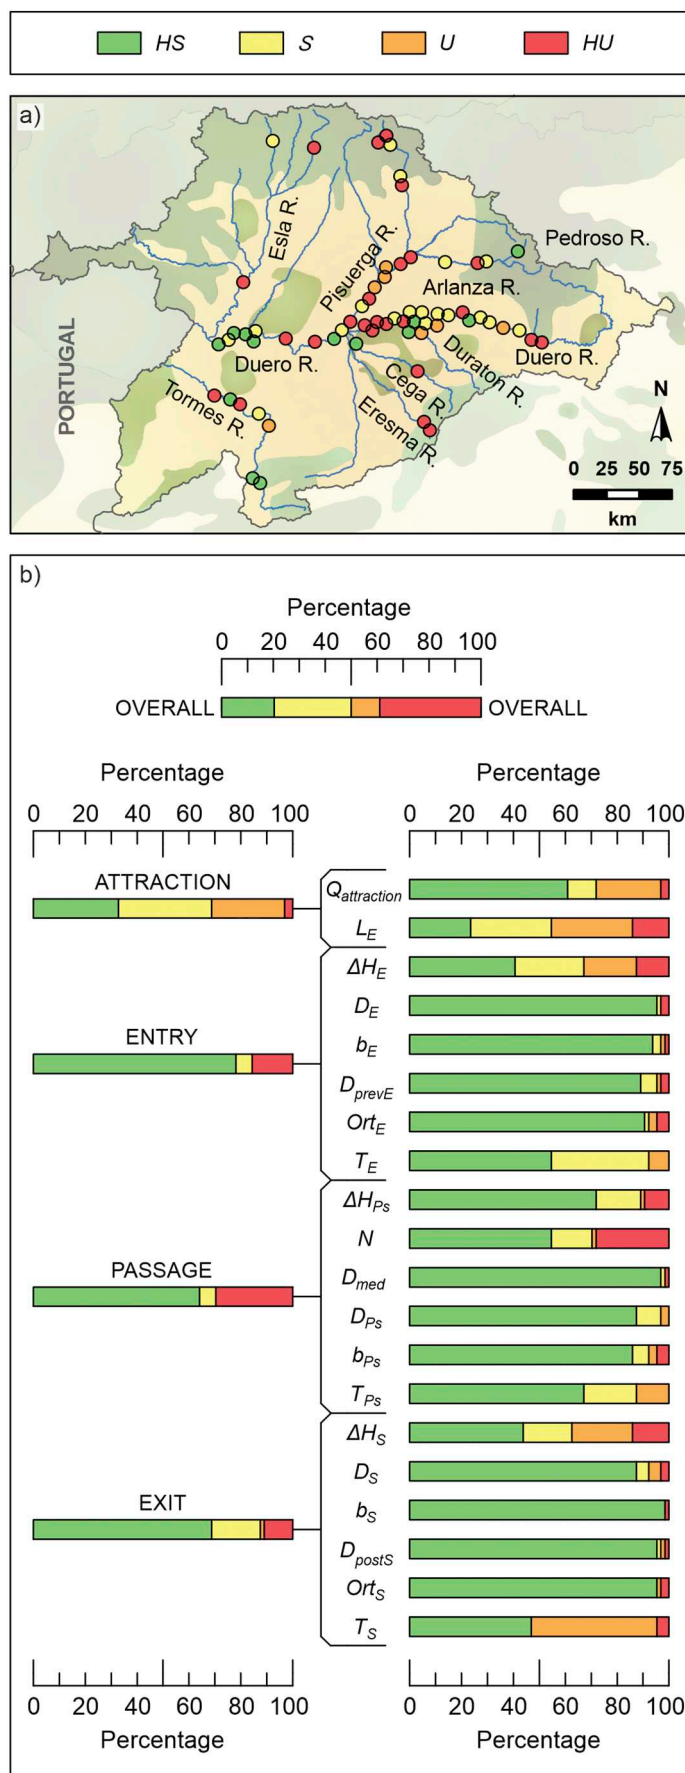 HS S U HU
a)
Esla R.
Pisuerga R.
Pedroso R.
Arlanza R.
PORTUGAL
Duero R.
Duraton R.
Duero R.
Cega R.
Tormes R.
Eresma R.
N
0 25 50 75
km
b)
Percentage
0 20 40 60 80 100
OVERALL OVERALL
Percentage Percentage
0 20 40 60 80 100 0 20 40 60 80 100
ATTRACTION
Qattraction
LE
ΔHE
DE
ENTRY
bE
DprevE
OrtE
TE
ΔHPs
N
PASSAGE
Dmed
DPs
bPs
TPs
ΔHS
DS
EXIT
bS
DpostS
OrtS
TS
0 20 40 60 80 100 0 20 40 60 80 100
Percentage Percentage